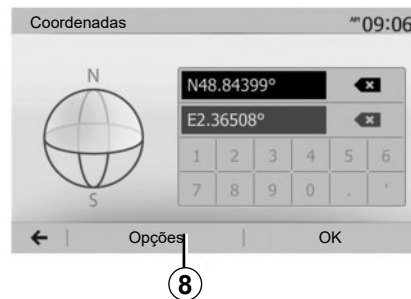 Coordenadas AM 09:06
N
S
N48.84399°
E2.36508°
1 2 3 4 5 6
7 8 9 0 . '
Opções OK
8